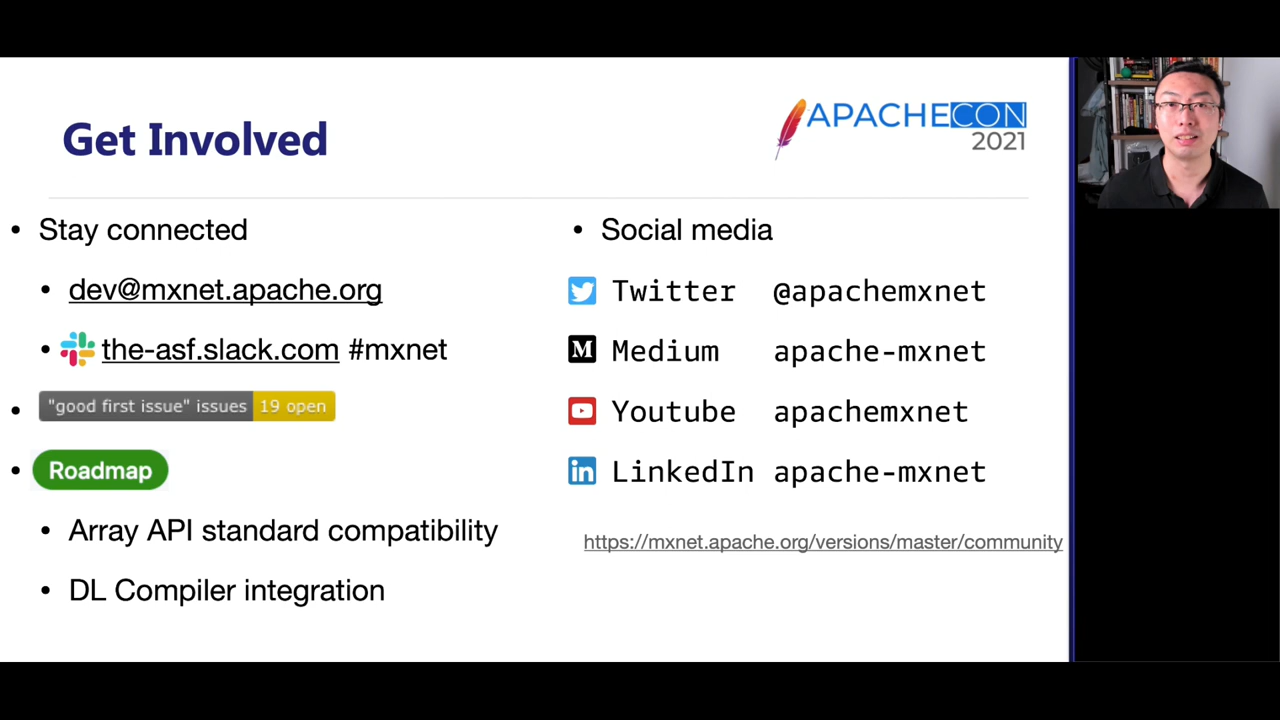 Get Involved
APACHECON
2021
• Stay connected
• dev@mxnet.apache.org
• the-asf.slack.com #mxnet
• "good first issue" issues 19 open
• Roadmap
• Array API standard compatibility
• DL Compiler integration
• Social media
Twitter @apachemxnet
M Medium apache-mxnet
Youtube apachemxnet
in LinkedIn apache-mxnet
https://mxnet.apache.org/versions/master/community